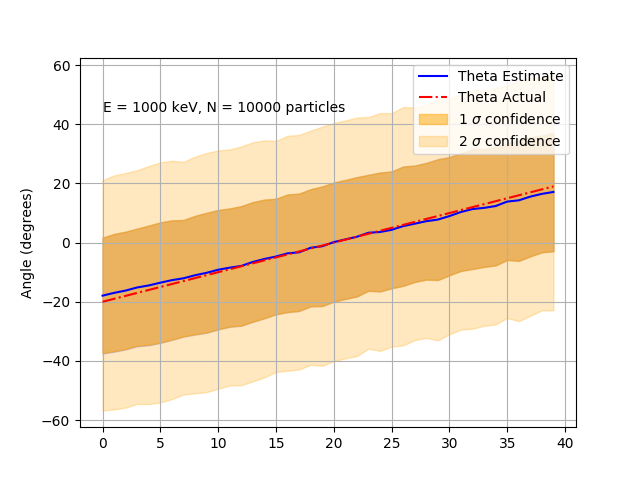 60
40
20
0
−20
−40
−60
Angle (degrees)
E = 1000 keV, N = 10000 particles
Theta Estimate
Theta Actual
1 σ confidence
2 σ confidence
0 5 10 15 20 25 30 35 40